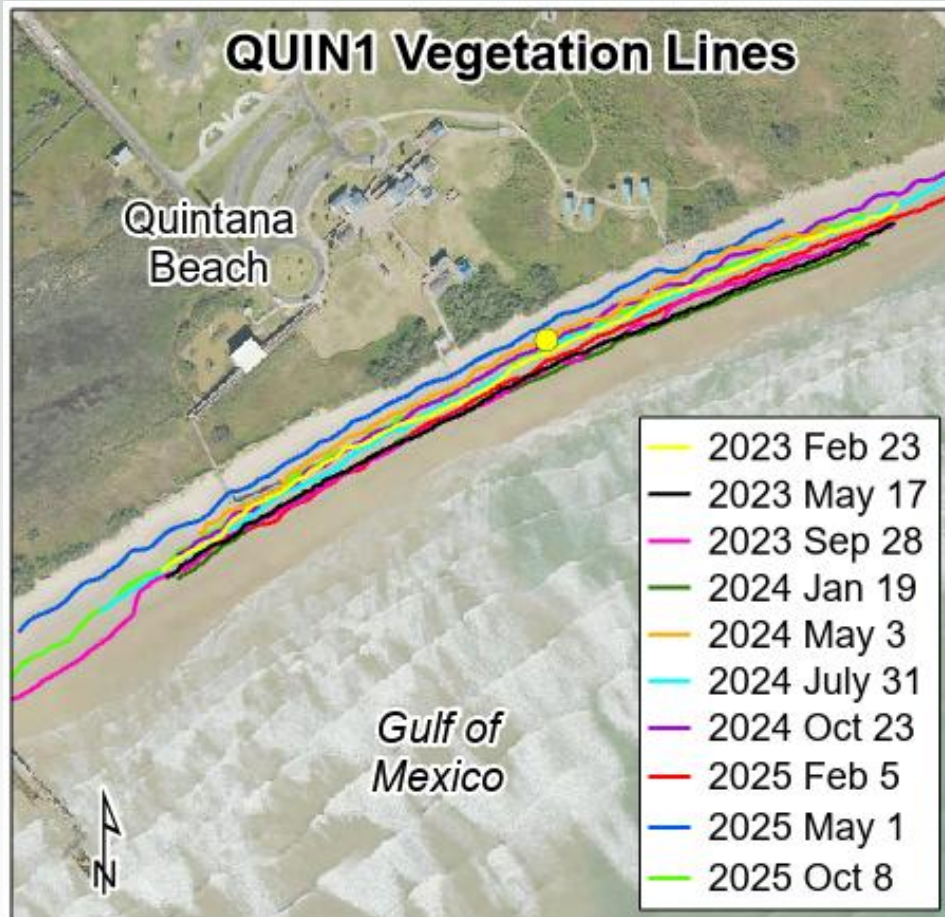 QUIN1 Vegetation Lines
Quintana
Beach
2023 Feb 23
2023 May 17
2023 Sep 28
2024 Jan 19
2024 May 3
2024 July 31
2024 Oct 23
2025 Feb 5
2025 May 1
2025 Oct 8
Gulf of
Mexico
N